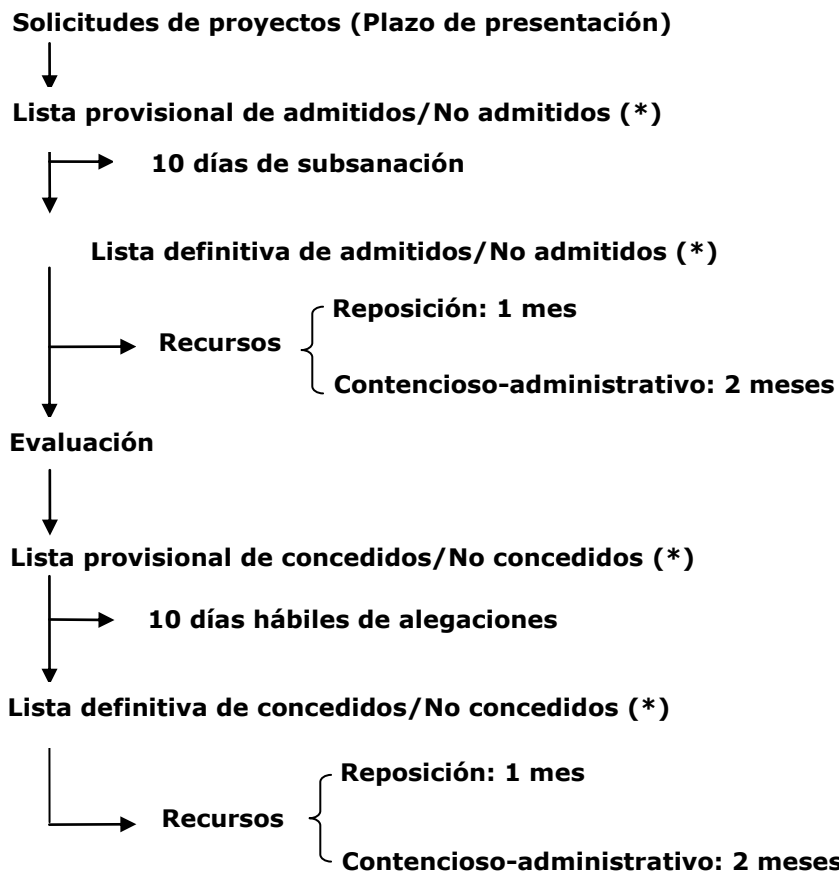 Solicitudes de proyectos (Plazo de presentación)
Lista provisional de admitidos/No admitidos (*)
10 días de subsanación
Lista definitiva de admitidos/No admitidos (*)
Reposición: 1 mes
Recursos
Contencioso-administrativo: 2 meses
Evaluación
Lista provisional de concedidos/No concedidos (*)
10 días hábiles de alegaciones
Lista definitiva de concedidos/No concedidos (*)
Reposición: 1 mes
Recursos
Contencioso-administrativo: 2 meses